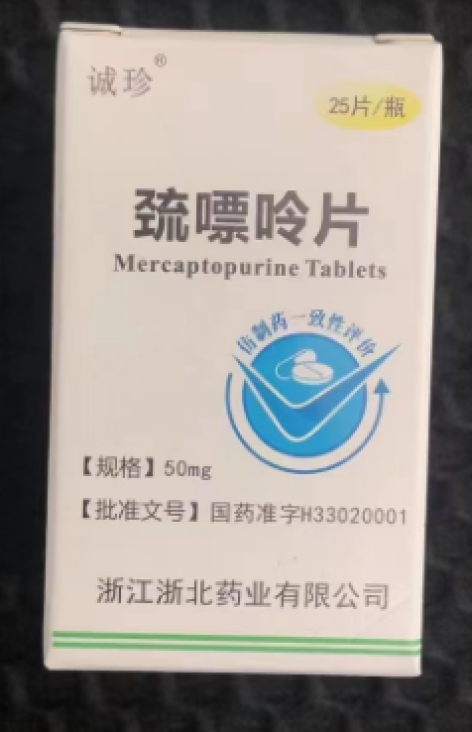 诚珍®
25片/瓶
巯嘌呤片
Mercaptopurine Tablets
仿制药一致性评价
【规格】50mg
【批准文号】国药准字H33020001
浙江浙北药业有限公司